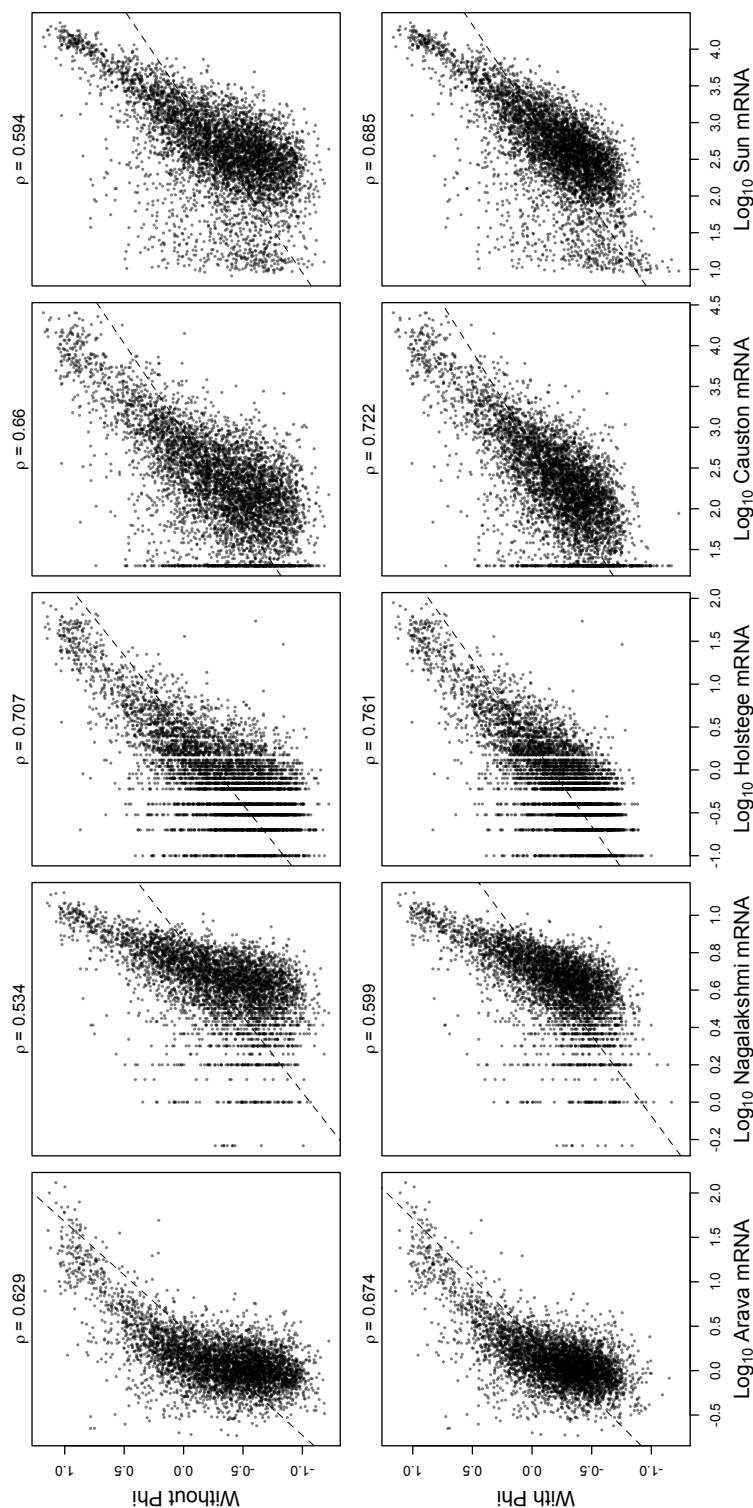 ρ = 0.629
ρ = 0.534
ρ = 0.707
ρ = 0.66
ρ = 0.594
Without Phi
1.0
0.5
0.0
-0.5
-1.0
ρ = 0.674
ρ = 0.599
ρ = 0.761
ρ = 0.722
ρ = 0.685
With Phi
1.0
0.5
0.0
-0.5
-1.0
-0.5 0.0 0.5 1.0 1.5 2.0
-0.2 0.0 0.2 0.4 0.6 0.8 1.0
-1.0 -0.5 0.0 0.5 1.0 1.5 2.0
1.5 2.0 2.5 3.0 3.5 4.0 4.5
1.0 1.5 2.0 2.5 3.0 3.5 4.0
Log10 Arava mRNA
Log10 Nagalakshmi mRNA
Log10 Holstege mRNA
Log10 Causton mRNA
Log10 Sun mRNA